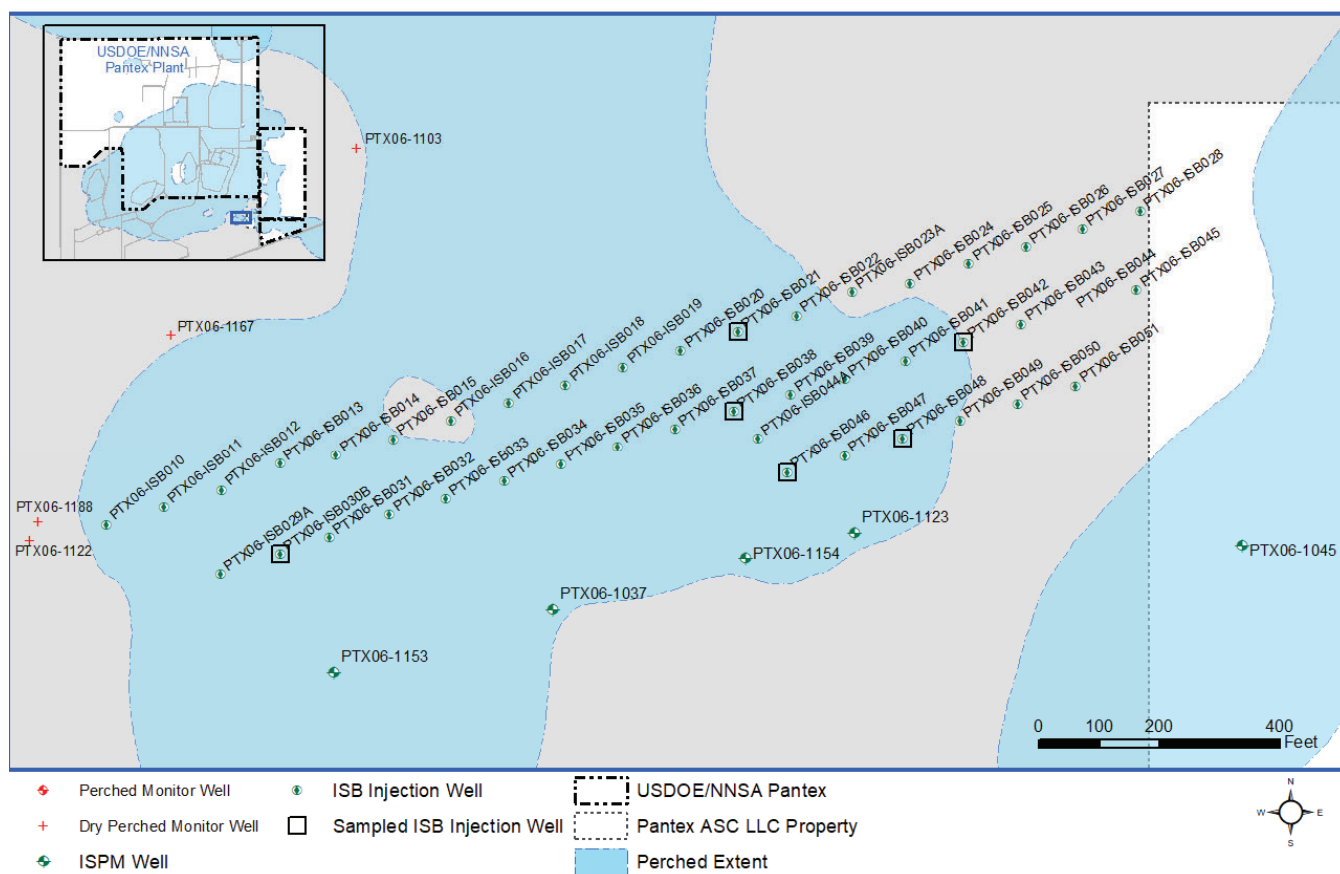 USDOE/NNSA
Pantex Plant
PTX06-1103
PTX06-1167
PTX06-1188
PTX06-1122
PTX06-ISB010
PTX06-ISB011
PTX06-ISB012
PTX06-ISB013
PTX06-ISB014
PTX06-ISB015
PTX06-ISB016
PTX06-ISB017
PTX06-ISB018
PTX06-ISB019
PTX06-ISB020
PTX06-ISB021
PTX06-ISB022
PTX06-ISB023A
PTX06-ISB024
PTX06-ISB025
PTX06-ISB026
PTX06-ISB027
PTX06-ISB028
PTX06-ISB029A
PTX06-ISB030B
PTX06-ISB031
PTX06-ISB032
PTX06-ISB033
PTX06-ISB034
PTX06-ISB035
PTX06-ISB036
PTX06-ISB037
PTX06-ISB038
PTX06-ISB039
PTX06-ISB040
PTX06-ISB041
PTX06-ISB042
PTX06-ISB043
PTX06-ISB044
PTX06-ISB045
PTX06-ISB044A
PTX06-ISB046
PTX06-ISB047
PTX06-ISB048
PTX06-ISB049
PTX06-ISB050
PTX06-ISB051
PTX06-1123
PTX06-1154
PTX06-1045
PTX06-1037
PTX06-1153
0 100 200 400
Feet
Perched Monitor Well
Dry Perched Monitor Well
ISPM Well
ISB Injection Well
Sampled ISB Injection Well
USDOE/NNSA Pantex
Pantex ASC LLC Property
Perched Extent
N
W E
S